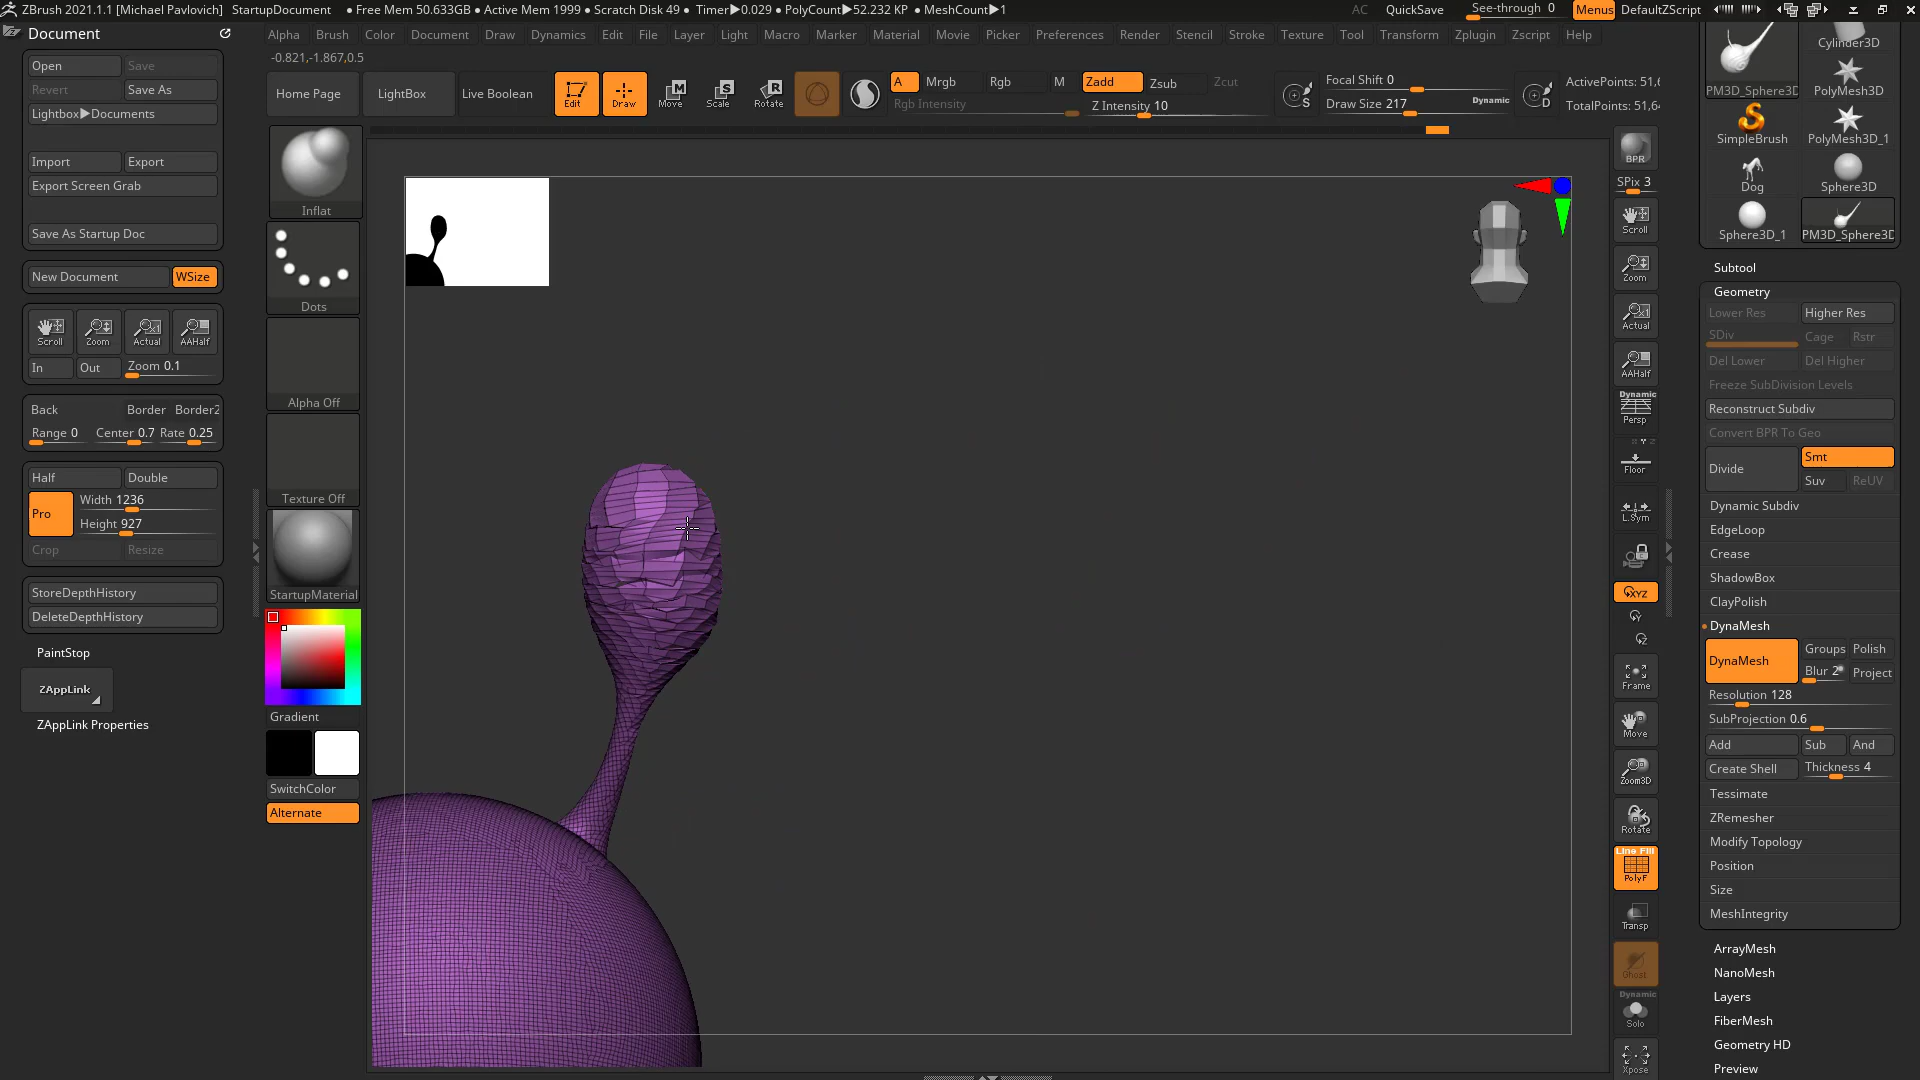 ZBrush 2021.1.1 [Michael Pavlovich] StartupDocument • Free Mem 50.633GB • Active Mem 1999 • Scratch Disk 49 • Timer▶0.029 • PolyCount▶52.232 KP • MeshCount▶1 AC QuickSave See-through 0 Menus DefaultZScript
Document
Alpha Brush Color Document Draw Dynamics Edit File Layer Light Macro Marker Material Movie Picker Preferences Render Stencil Stroke Texture Tool Transform Zplugin Zscript Help
-0.821,-1.867,0.5
Open Save
Revert Save As
Lightbox▶Documents
Import Export
Export Screen Grab
Save As Startup Doc
New Document WSize
Scroll Zoom Actual AAHalf
In Out Zoom 0.1
Back Border Border2
Range 0 Center 0.7 Rate 0.25
Half Double
Pro Width 1236
Height 927
Crop Resize
StoreDepthHistory
DeleteDepthHistory
PaintStop
ZAppLink
ZAppLink Properties
Home Page LightBox Live Boolean
Edit Draw Move Scale Rotate
A Mrgb Rgb M Zadd Zsub Zcut
Rgb Intensity Z Intensity 10
S Focal Shift 0
Draw Size 217 Dynamic
D ActivePoints: 51,6
TotalPoints: 51,64
Inflat
Dots
Alpha Off
Texture Off
StartupMaterial
Gradient
SwitchColor
Alternate
BPR
SPix 3
Scroll
Zoom
Actual
AAHalf
Dynamic
Persp
Floor
L.Sym
XYZ
Y
Z
Frame
Move
Zoom3D
Rotate
Line Fill
PolyF
Transp
Ghost
Dynamic
Solo
Xpose
PM3D_Sphere3D Cylinder3D
PolyMesh3D
SimpleBrush PolyMesh3D_1
Dog Sphere3D
Sphere3D_1 PM3D_Sphere3D
Subtool
Geometry
Lower Res Higher Res
SDiv Cage Rstr
Del Lower Del Higher
Freeze SubDivision Levels
Reconstruct Subdiv
Convert BPR To Geo
Divide Smt
Suv ReUV
Dynamic Subdiv
EdgeLoop
Crease
ShadowBox
ClayPolish
DynaMesh
DynaMesh Groups Polish
Blur 2 Project
Resolution 128
SubProjection 0.6
Add Sub And
Create Shell Thickness 4
Tessimate
ZRemesher
Modify Topology
Position
Size
MeshIntegrity
ArrayMesh
NanoMesh
Layers
FiberMesh
Geometry HD
Preview